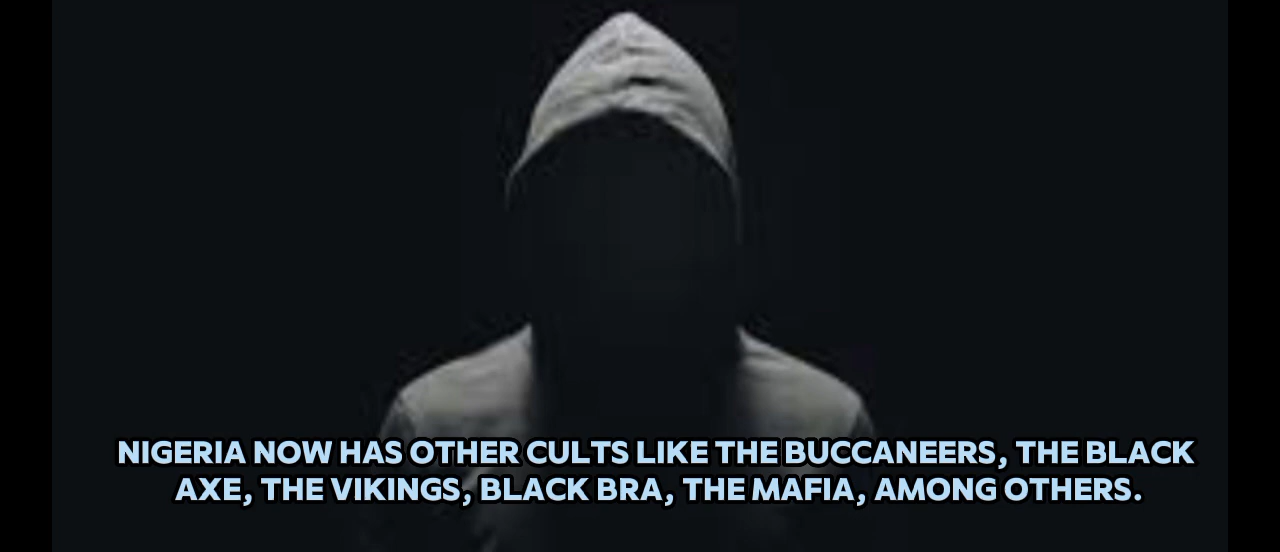 NIGERIA NOW HAS OTHER CULTS LIKE THE BUCCANEERS, THE BLACK
AXE, THE VIKINGS, BLACK BRA, THE MAFIA, AMONG OTHERS.